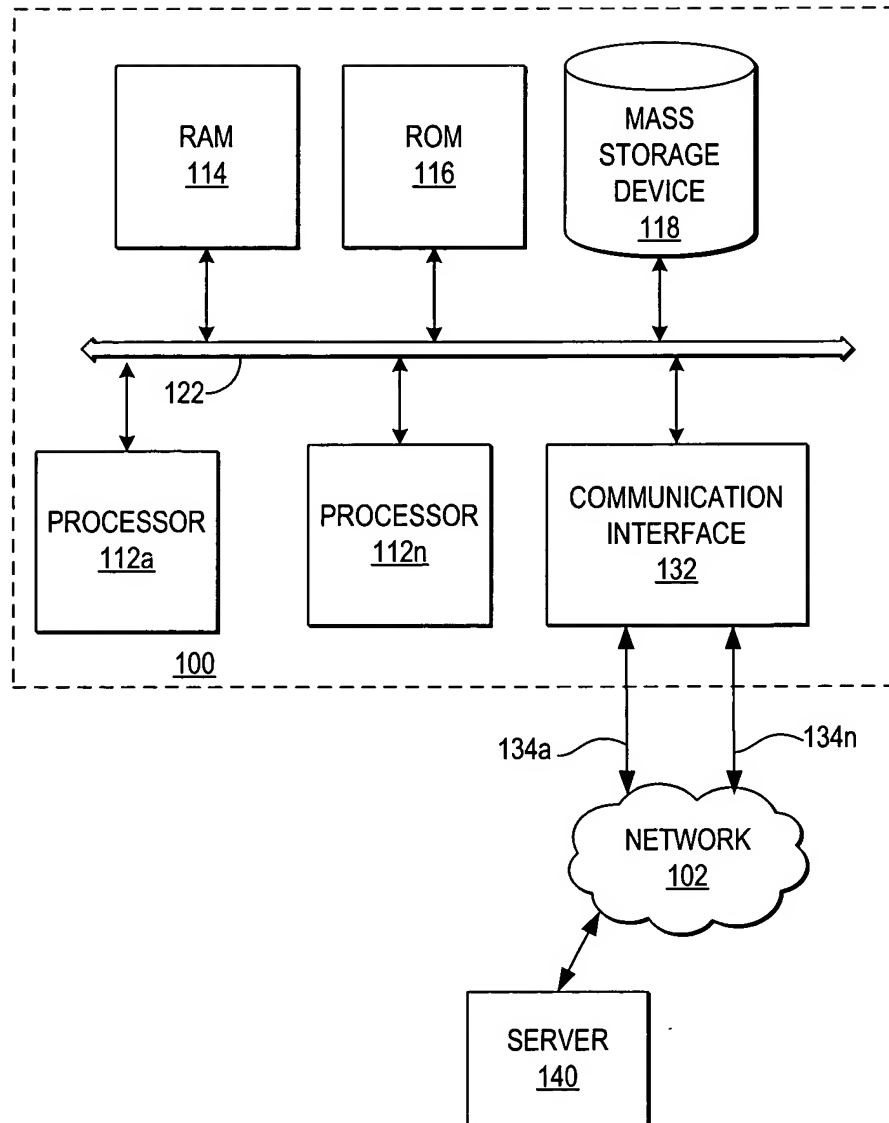 RAM
114
ROM
116
MASS
STORAGE
DEVICE
118
122
PROCESSOR
112a
PROCESSOR
112n
COMMUNICATION
INTERFACE
132
100
134a
134n
NETWORK
102
SERVER
140